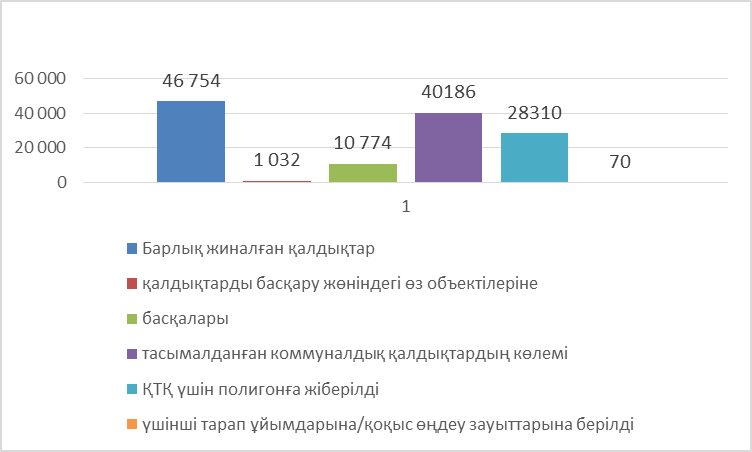 60 000
40 000
20 000
0
46 754
1 032
10 774
40186
28310
70
1
Барлық жиналған қалдықтар
қалдықтарды басқару жөніндегі өз объектілеріне
басқалары
тасымалданған коммуналдық қалдықтардың көлемі
ҚТҚ үшін полигонға жіберілді
үшінші тарап ұйымдарына/қоқыс өңдеу зауыттарына берілді